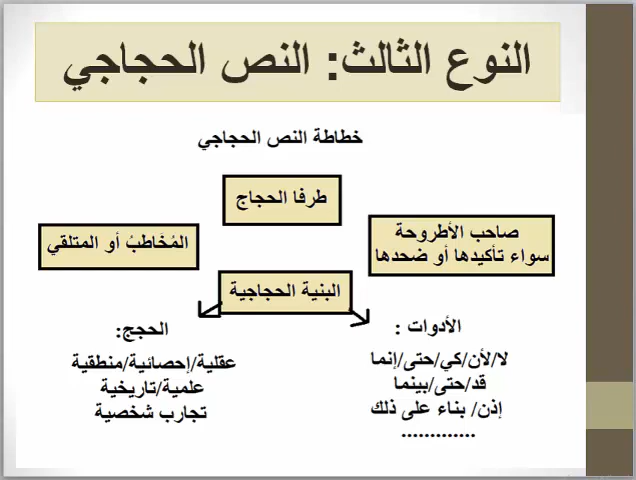 النوع الثالث: النص الحجاجي
خطاطة النص الحجاجي
طرفا الحجاج
صاحب الأطروحة
سواء تأكيدها أو ضحدها
المُخَاطبُ أو المتلقي
البنية الحجاجية
الأدوات :
لا/لأن/كي/حتى/إنما
قد/حتى/بينما
إذن/ بناء على ذلك
.............
الحجج:
عقلية/إحصائية/منطقية
علمية/تاريخية
تجارب شخصية